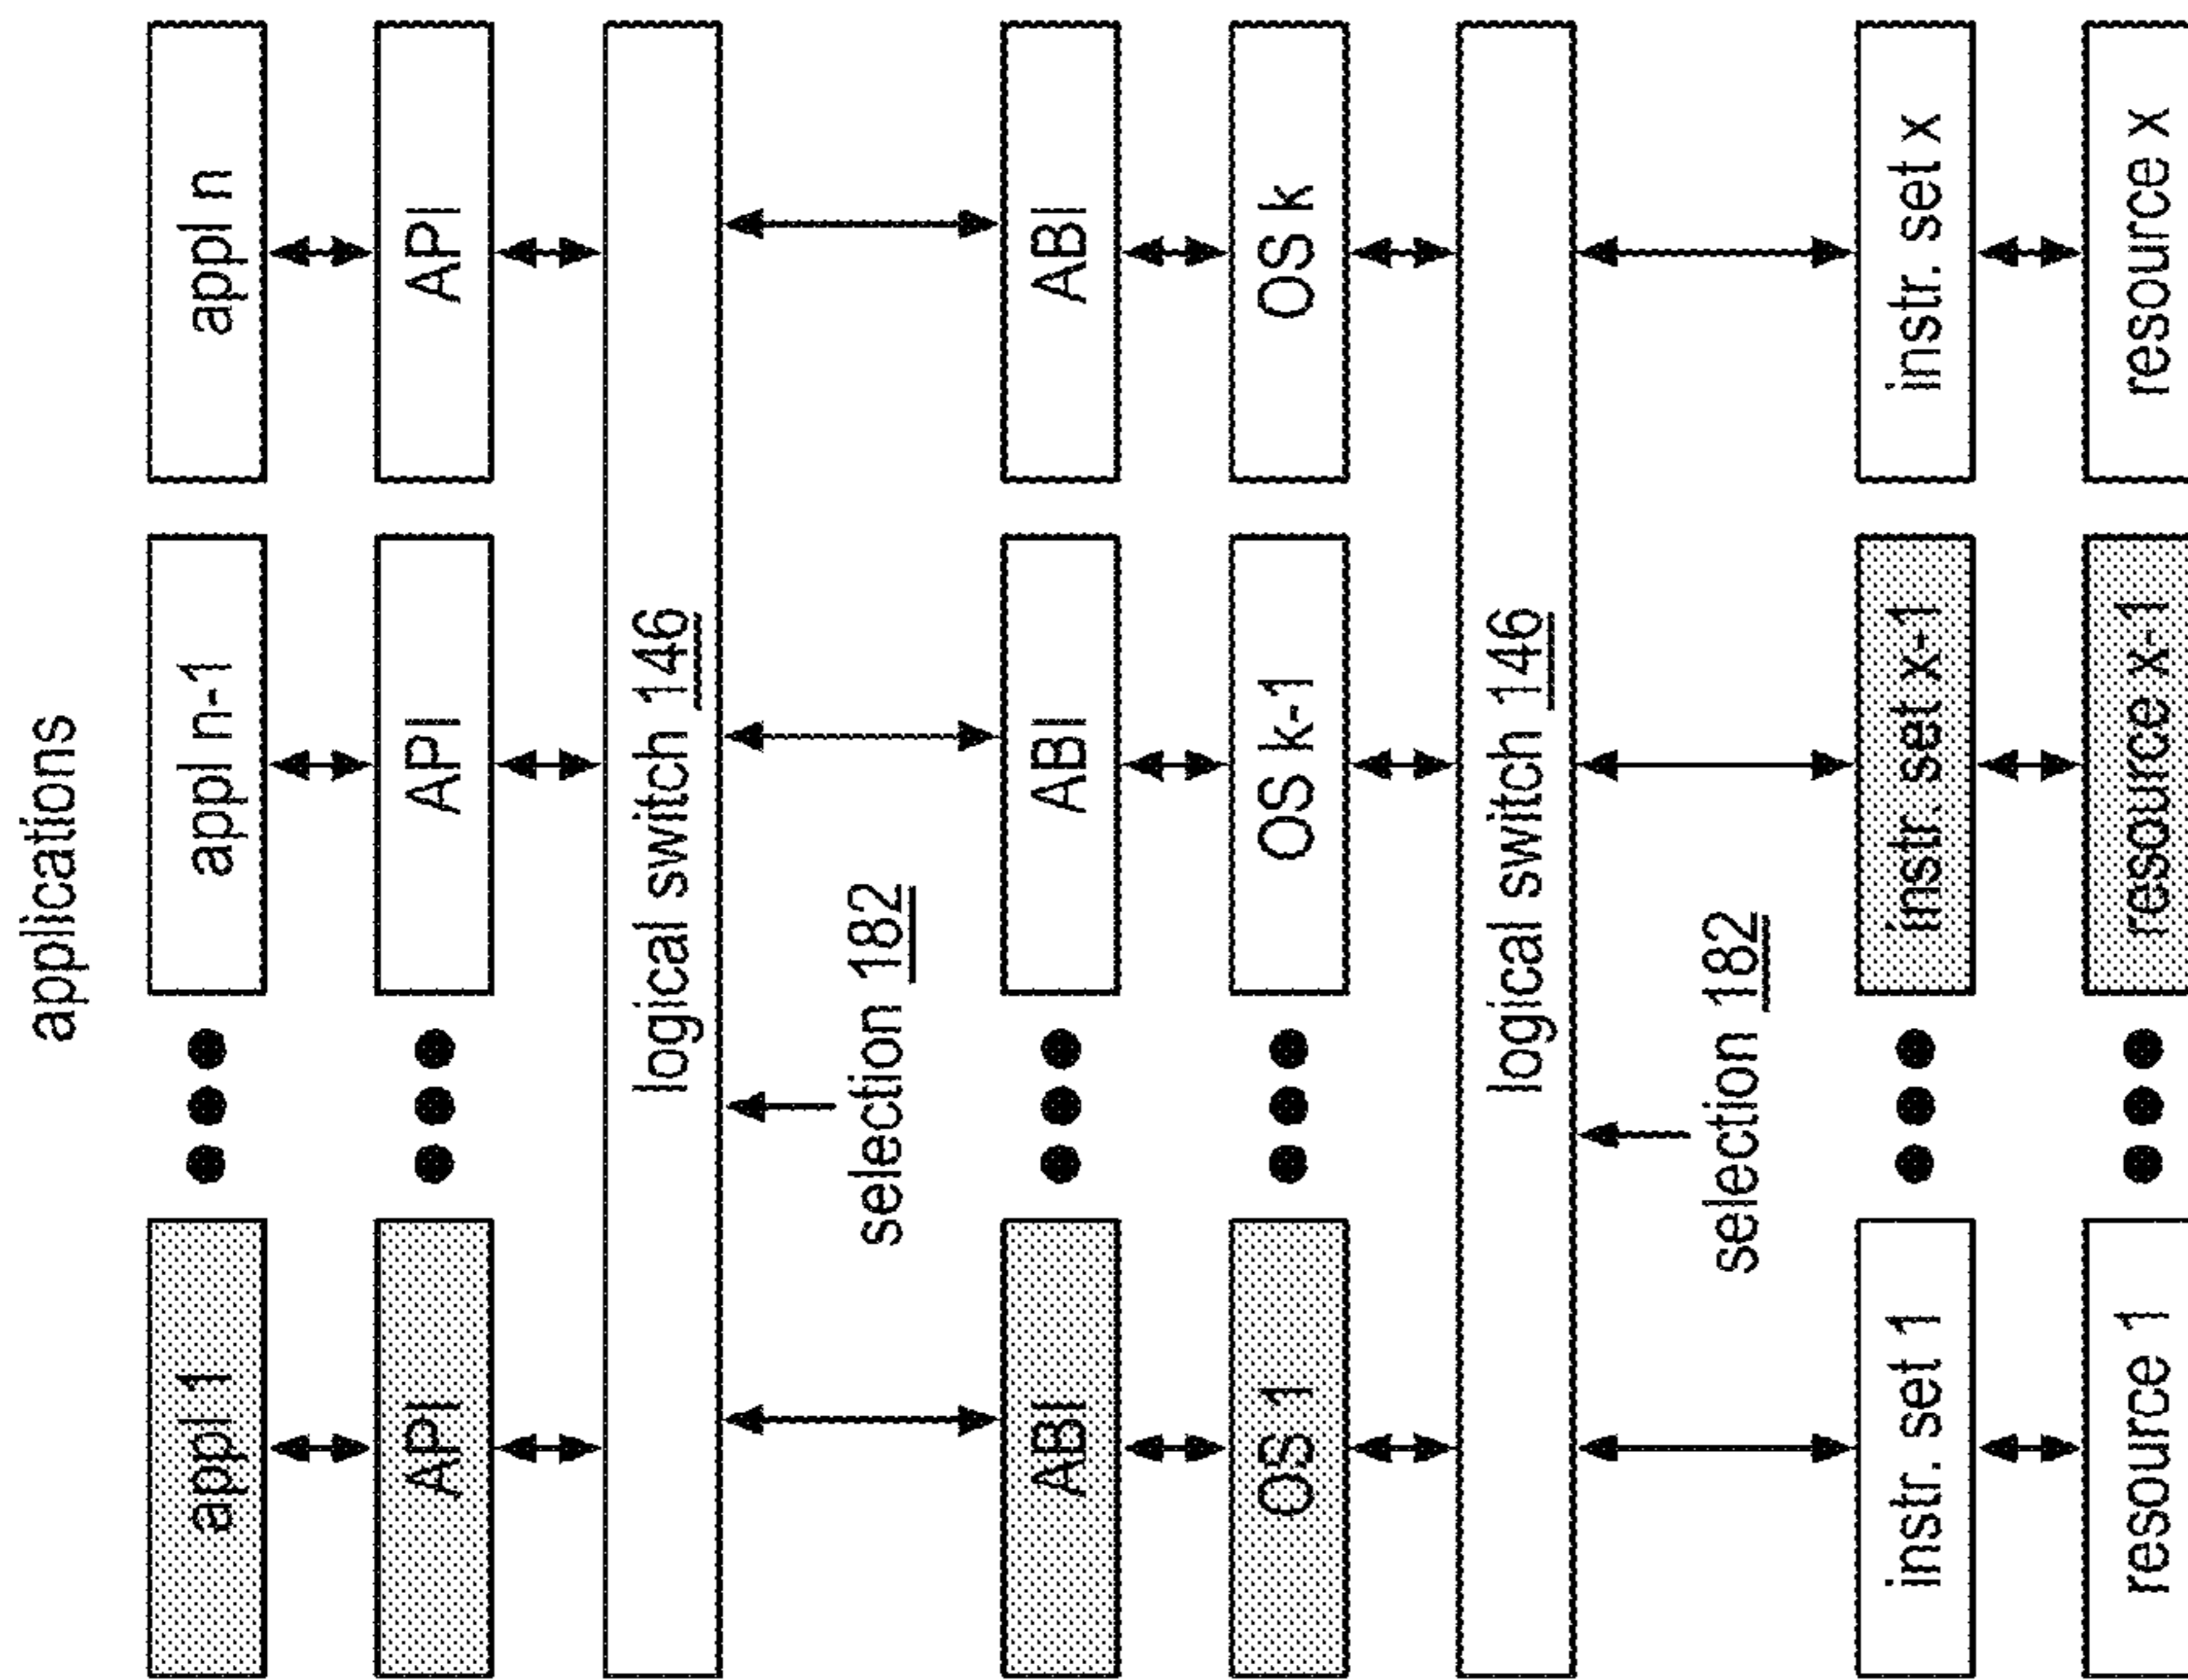 applications
appl 1
appl n-1
appl n
API
API
API
logical switch 146
selection 182
ABI
ABI
ABI
OS 1
OS k-1
OS k
logical switch 146
selection 182
instr. set 1
instr. set x-1
instr. set x
resource 1
resource x-1
resource x